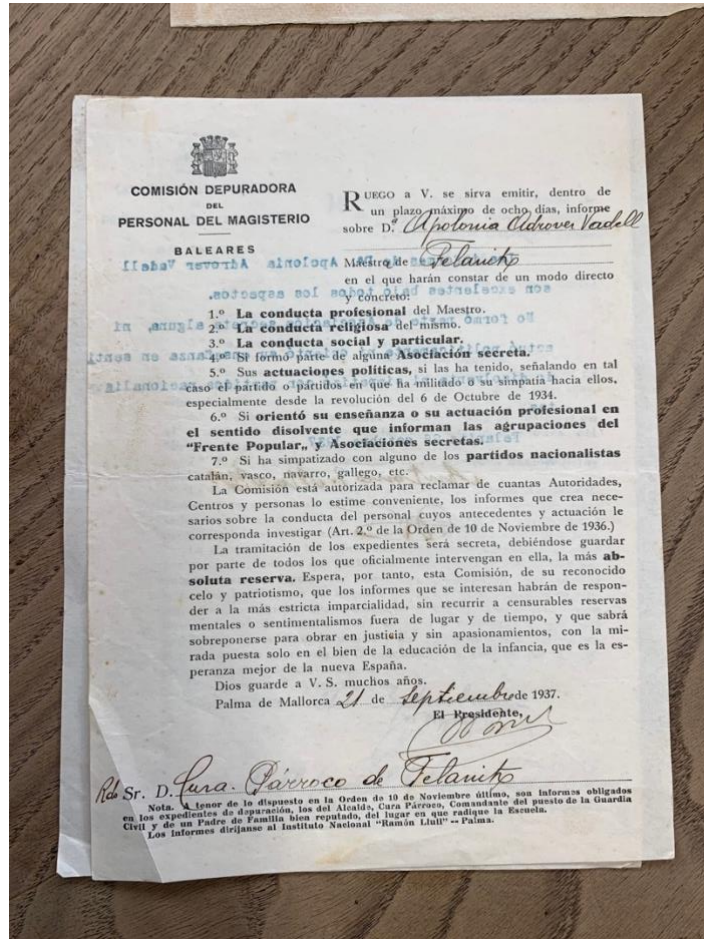 COMISIÓN DEPURADORA
DEL
PERSONAL DEL MAGISTERIO
BALEARES
RUEGO a V. se sirva emitir, dentro de
un plazo máximo de ocho días, informe
sobre D.ª Apolonia Adrover Vadell
Maestro de Felanitx
en el que harán constar de un modo directo
y concreto:
1.º La conducta profesional del Maestro.
2.º La conducta religiosa del mismo.
3.º La conducta social y particular.
4.º Si formó parte de alguna Asociación secreta.
5.º Sus actuaciones políticas, si las ha tenido, señalando en tal
caso el partido o partidos en que ha militado o su simpatía hacia ellos,
especialmente desde la revolución del 6 de Octubre de 1934.
6.º Si orientó su enseñanza o su actuación profesional en
el sentido disolvente que informan las agrupaciones del
"Frente Popular„ y Asociaciones secretas.
7.º Si ha simpatizado con alguno de los partidos nacionalistas
catalán, vasco, navarro, gallego, etc.
La Comisión está autorizada para reclamar de cuantas Autoridades,
Centros y personas lo estime conveniente, los informes que crea nece-
sarios sobre la conducta del personal cuyos antecedentes y actuación le
corresponda investigar (Art. 2.º de la Orden de 10 de Noviembre de 1936.)
La tramitación de los expedientes será secreta, debiéndose guardar
por parte de todos los que oficialmente intervengan en ella, la más ab-
soluta reserva. Espera, por tanto, esta Comisión, de su reconocido
celo y patriotismo, que los informes que se interesan habrán de respon-
der a la más estricta imparcialidad, sin recurrir a censurables reservas
mentales o sentimentalismos fuera de lugar y de tiempo, y que sabrá
sobreponerse para obrar en justicia y sin apasionamientos, con la mi-
rada puesta solo en el bien de la educación de la infancia, que es la es-
peranza mejor de la nueva España.
Dios guarde a V. S. muchos años.
Palma de Mallorca 21 de Septiembre de 1937.
El Presidente,
Rdo Sr. D. Cura Párroco de Felanitx
Nota. A tenor de lo dispuesto en la Orden de 10 de Noviembre último, son informes obligados
en los expedientes de depuración, los del Alcalde, Cura Párroco, Comandante del puesto de la Guardia
Civil y de un Padre de Familia bien reputado, del lugar en que radique la Escuela.
Los informes diríjanse al Instituto Nacional "Ramón Llull" -- Palma.